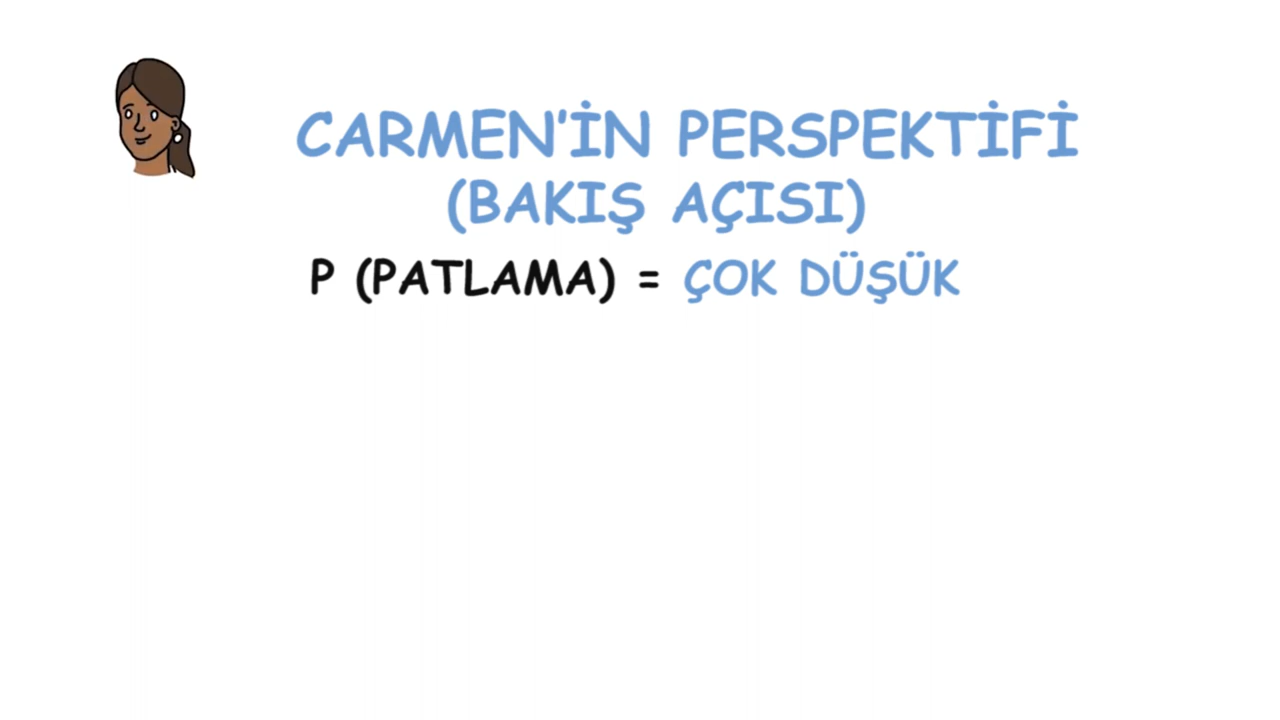 CARMEN'İN PERSPEKTİFİ
(BAKIŞ AÇISI)
P (PATLAMA) = ÇOK DÜŞÜK